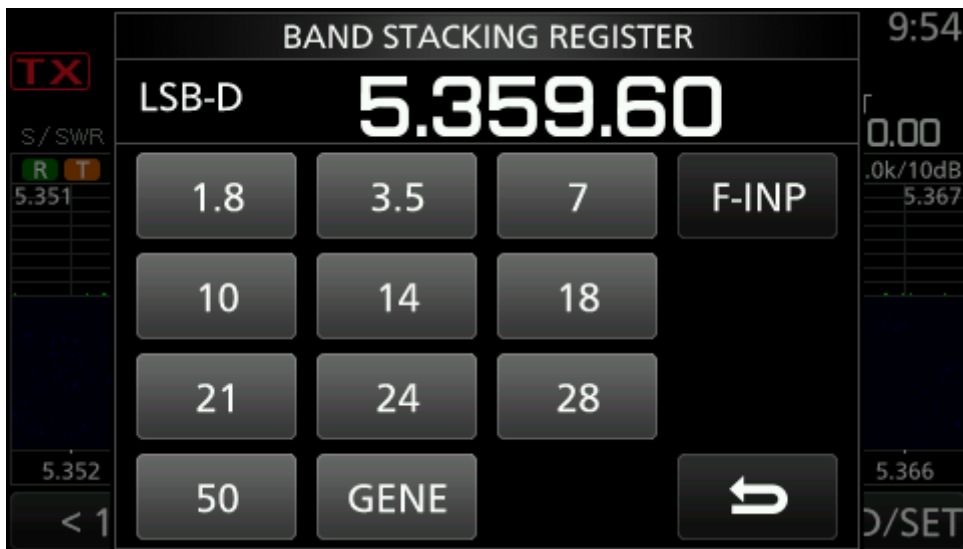 BAND STACKING REGISTER
9:54
TX
LSB-D 5.359.60
S/SWR
0.00
R T
.0k/10dB
5.351
5.367
1.8 3.5 7 F-INP
10 14 18
21 24 28
5.352
5.366
50 GENE
< 1
D/SET